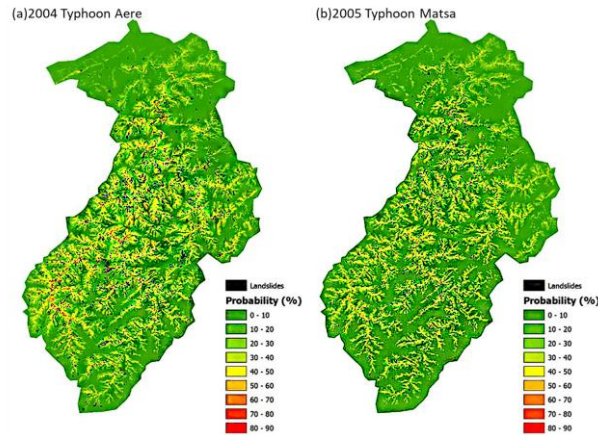 (a)2004 Typhoon Aere
(b)2005 Typhoon Matsa
Landslides
Probability (%)
0 - 10
10 - 20
20 - 30
30 - 40
40 - 50
50 - 60
60 - 70
70 - 80
80 - 90
Landslides
Probability (%)
0 - 10
10 - 20
20 - 30
30 - 40
40 - 50
50 - 60
60 - 70
70 - 80
80 - 90